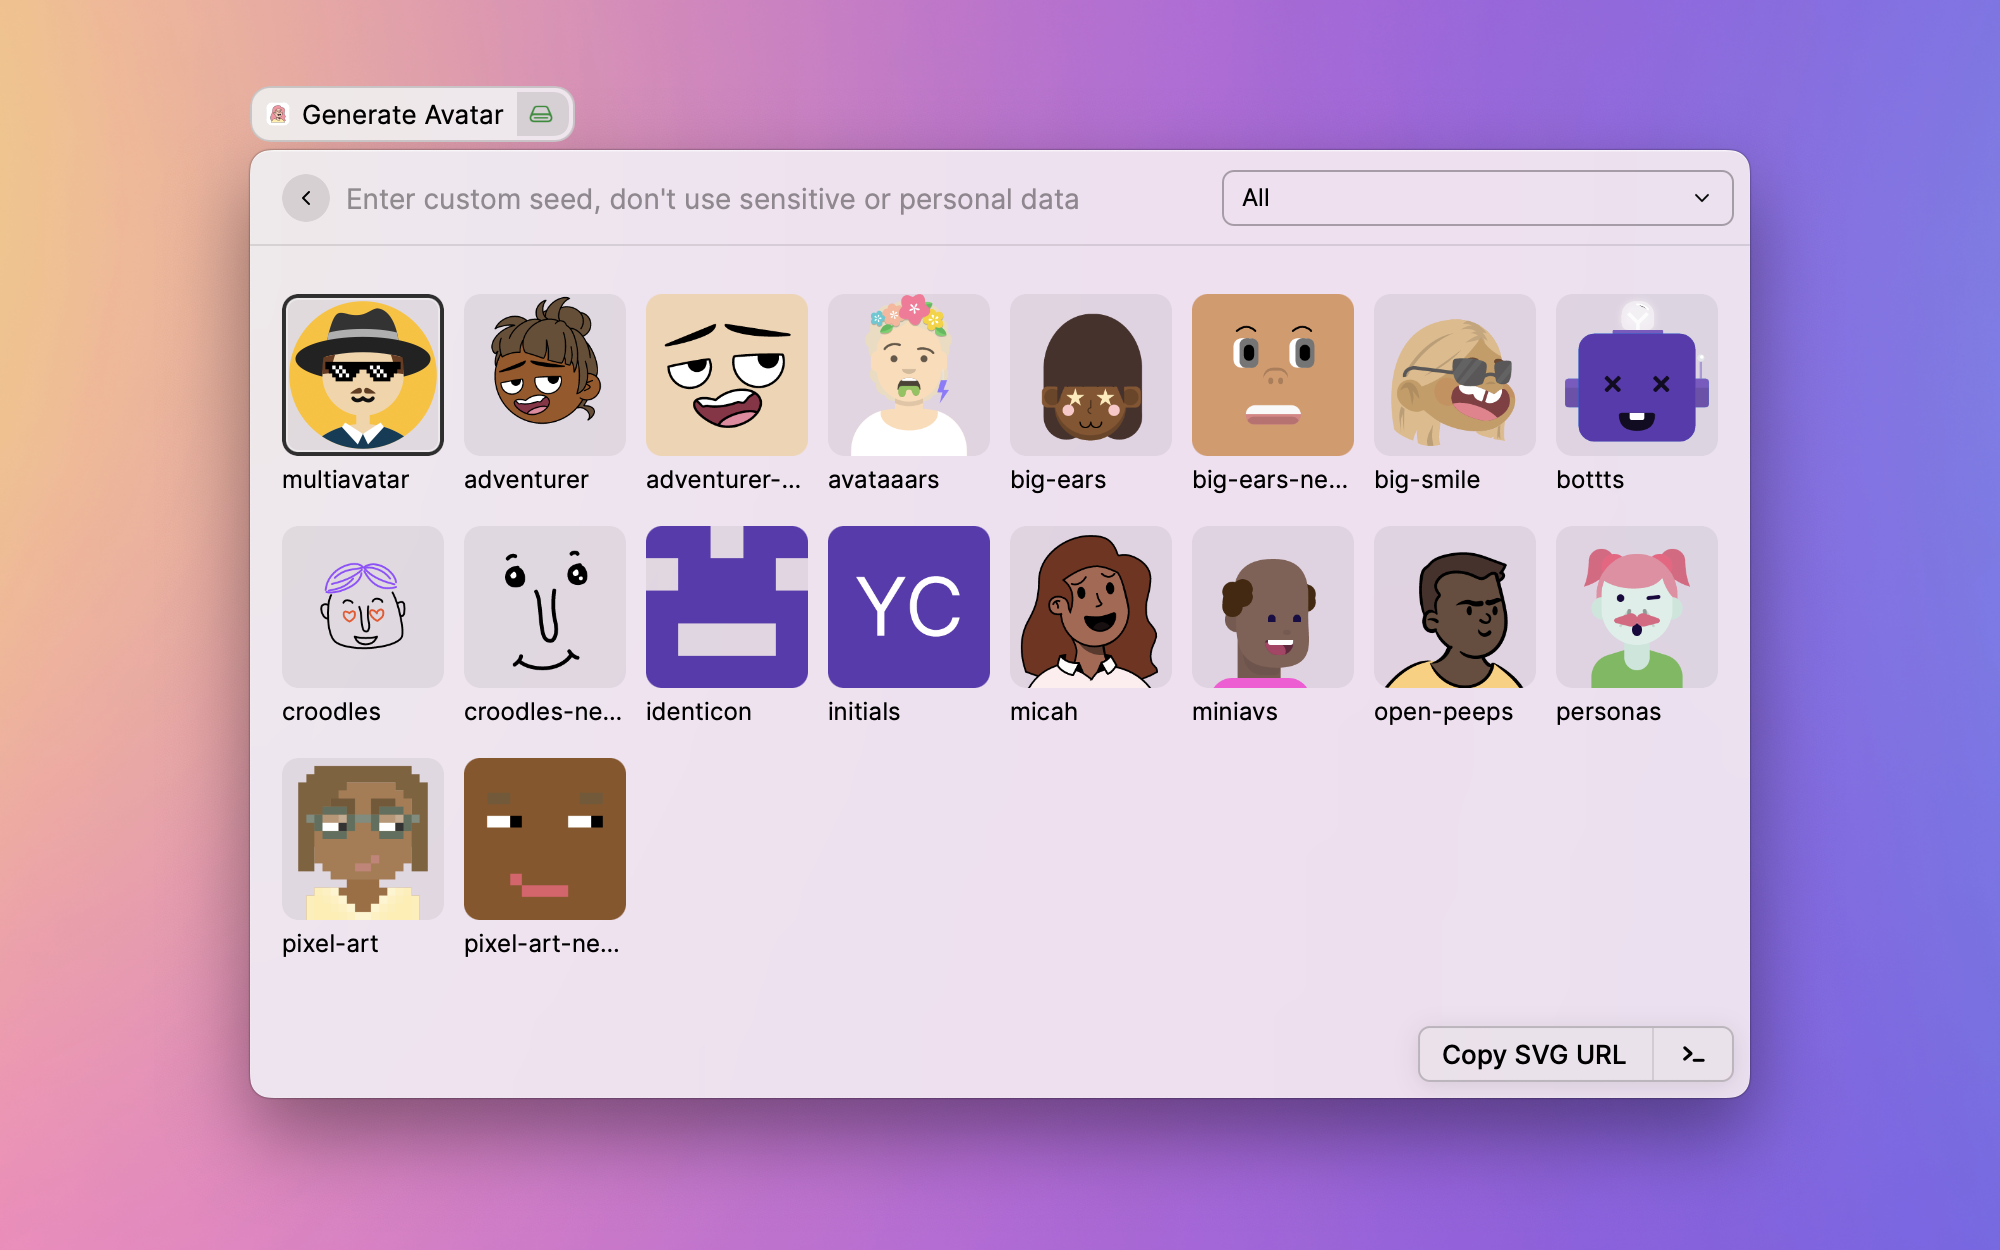 Generate Avatar
Enter custom seed, don't use sensitive or personal data
All
multiavatar
adventurer
adventurer-...
avataaars
big-ears
big-ears-ne...
big-smile
bottts
YC
croodles
croodles-ne...
identicon
initials
micah
miniavs
open-peeps
personas
pixel-art
pixel-art-ne...
Copy SVG URL